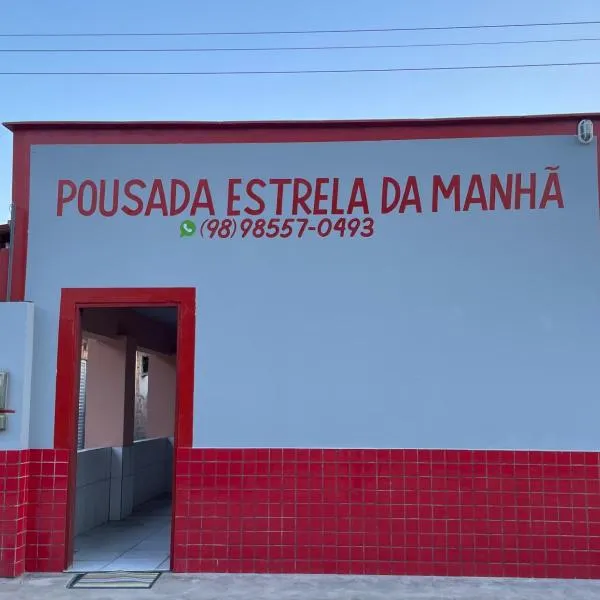 POUSADA ESTRELA DA MANHÃ
(98) 98557-0493